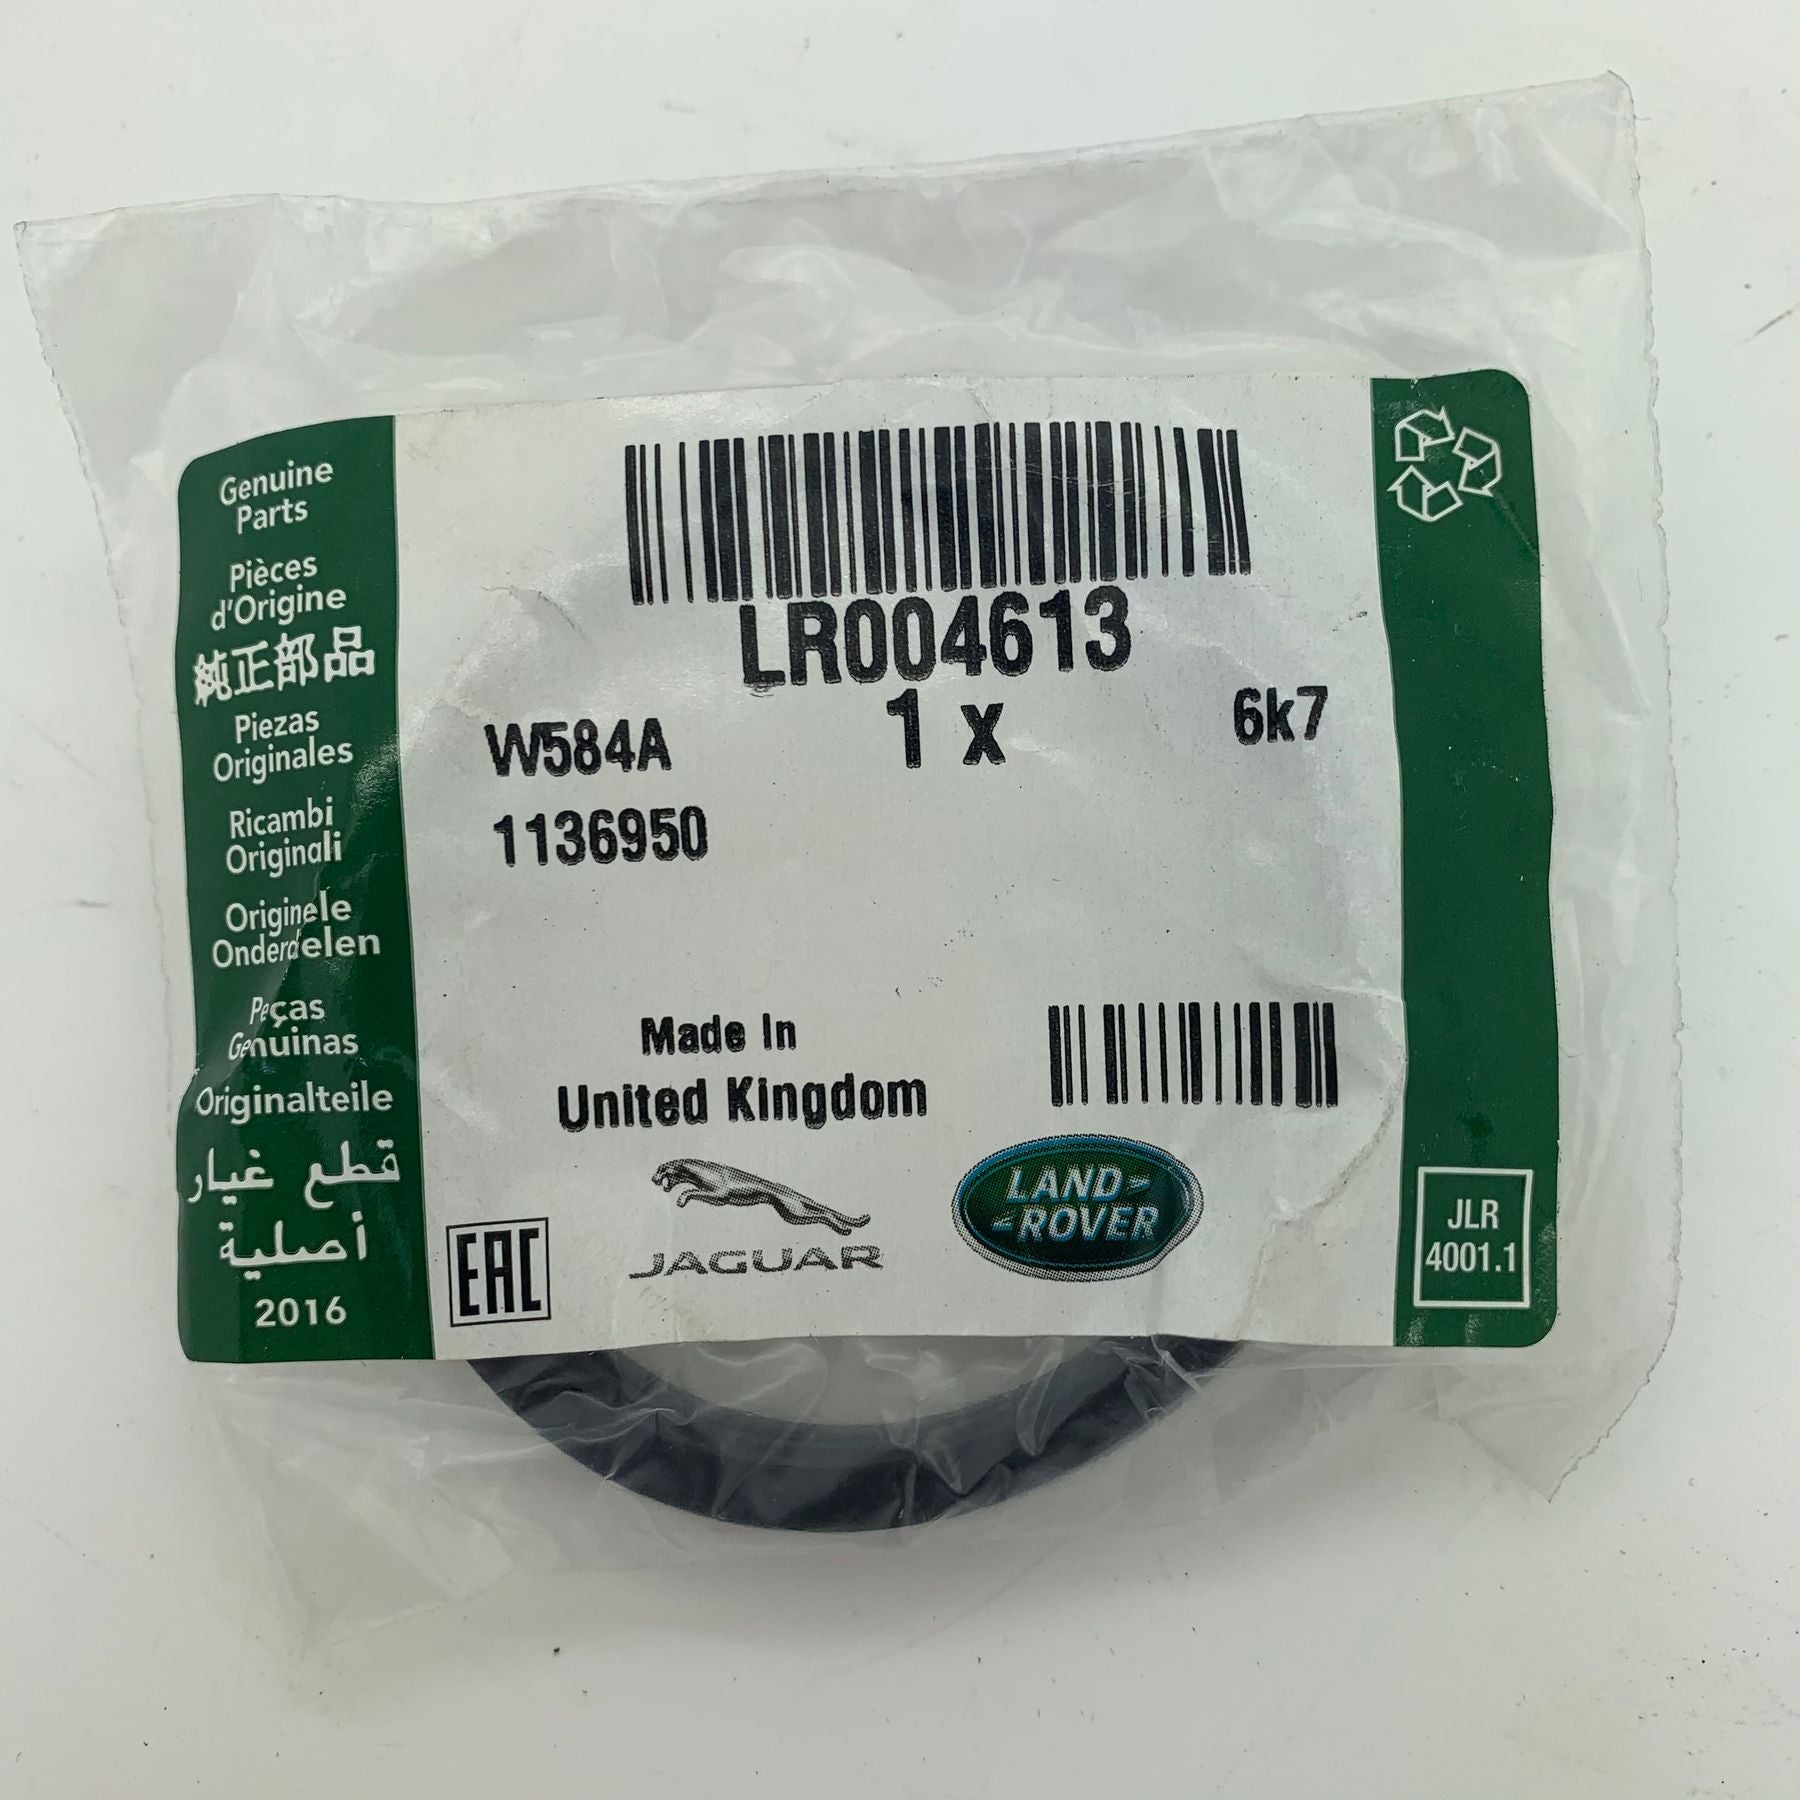 Genuine
Parts
Pièces
d'Origine
純正部品
Piezas
Originales
Ricambi
Originali
Originele
Onderdelen
Peças
Genuinas
Originalteile
قطع غيار
أصلية
2016
LR004613
W584A
1 x
6k7
1136950
Made In
United Kingdom
EAC
JAGUAR
LAND
ROVER
JLR
4001.1